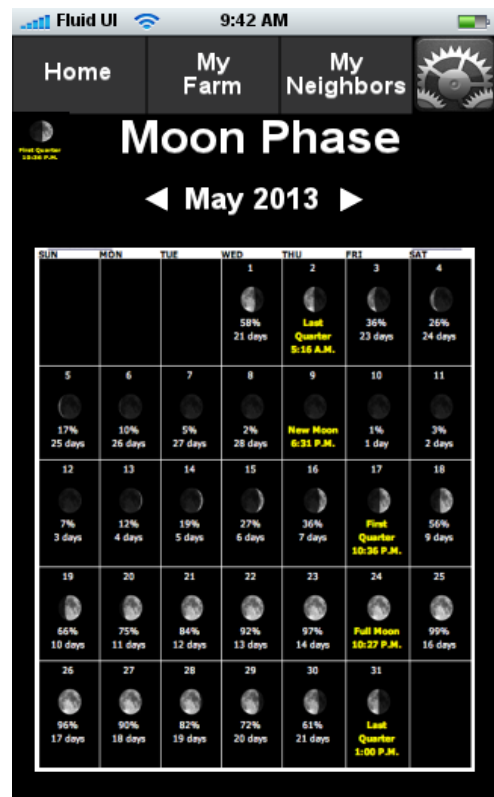 Fluid UI 9:42 AM
Home My Farm My Neighbors
First Quarter
10:36 P.M.
Moon Phase
May 2013
SUN MON TUE WED THU FRI SAT
1 2 3 4
58% Last 36% 26%
21 days Quarter 23 days 24 days
5:16 A.M.
5 6 7 8 9 10 11
17% 10% 5% 2% New Moon 1% 3%
25 days 26 days 27 days 28 days 6:31 P.M. 1 day 2 days
12 13 14 15 16 17 18
7% 12% 19% 27% 36% First 56%
3 days 4 days 5 days 6 days 7 days Quarter 9 days
10:36 P.M.
19 20 21 22 23 24 25
66% 75% 84% 92% 97% Full Moon 99%
10 days 11 days 12 days 13 days 14 days 10:27 P.M. 16 days
26 27 28 29 30 31
96% 90% 82% 72% 61% Last
17 days 18 days 19 days 20 days 21 days Quarter
1:00 P.M.